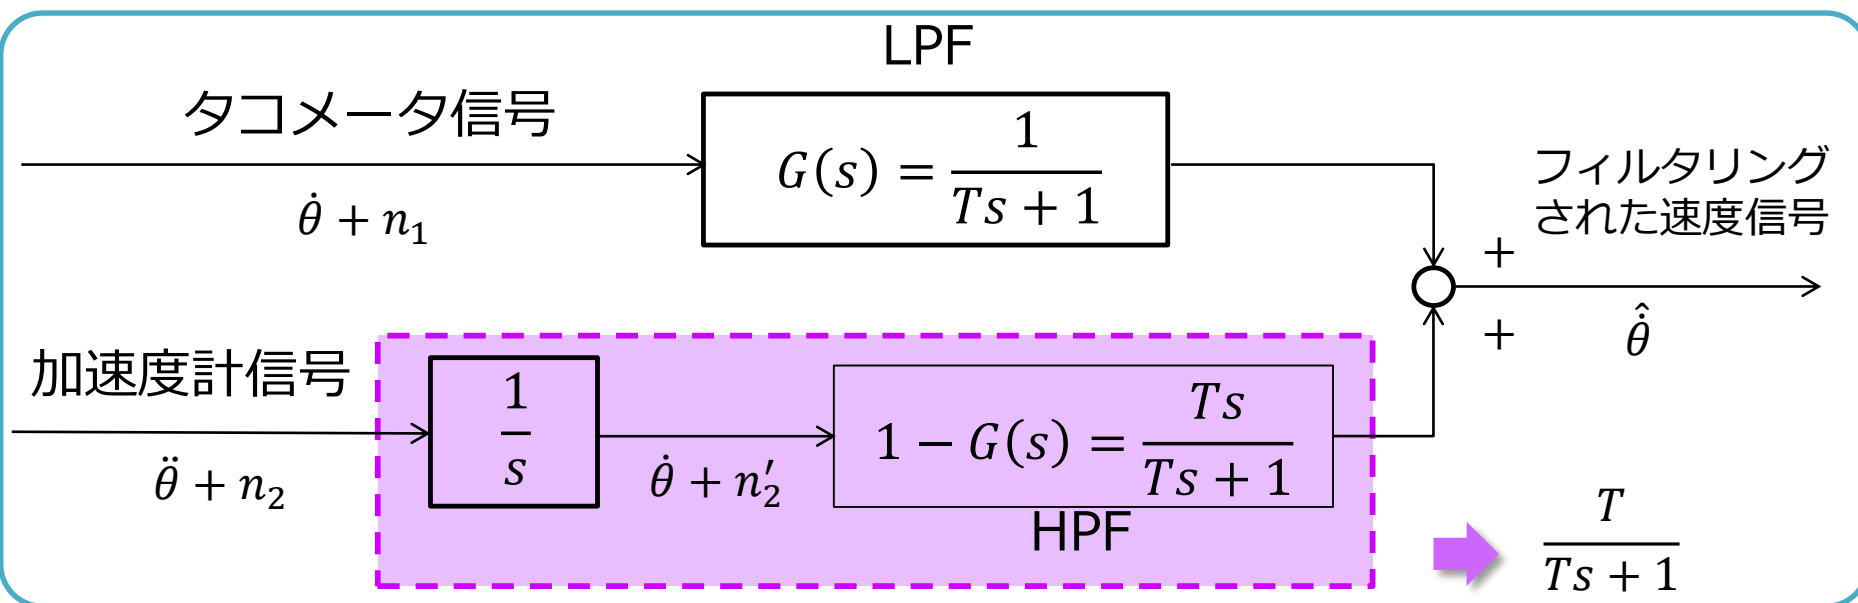 LPF
タコメータ信号
G(s) = 1/(Ts + 1)
θ̇ + n₁
フィルタリング
された速度信号
+
+
θ̇̂
加速度計信号
θ̈ + n₂
1/s
θ̇ + n₂′
1 − G(s) = Ts/(Ts + 1)
HPF
T/(Ts + 1)